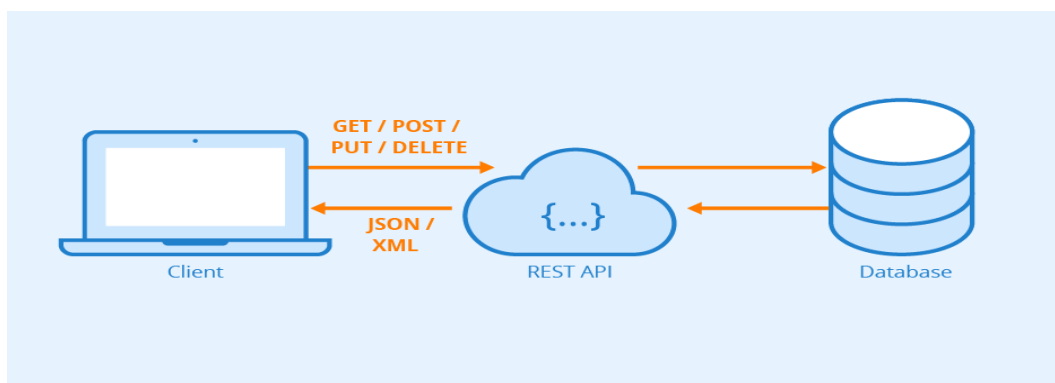 GET / POST /
PUT / DELETE
JSON /
XML
{...}
Client
REST API
Database